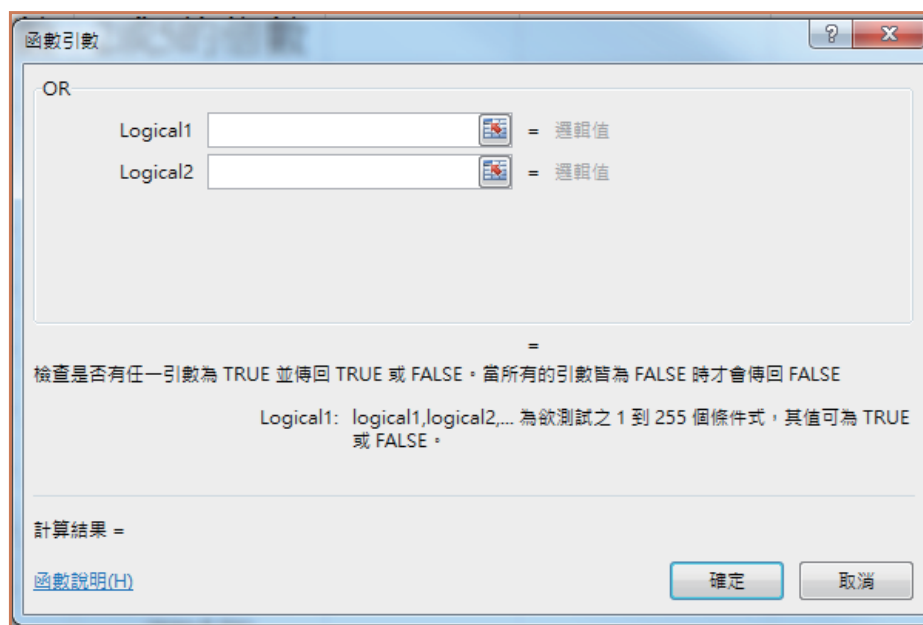 函數引數
OR
Logical1 = 邏輯值
Logical2 = 邏輯值
=
檢查是否有任一引數為 TRUE 並傳回 TRUE 或 FALSE。當所有的引數皆為 FALSE 時才會傳回 FALSE
Logical1: logical1,logical2,... 為欲測試之 1 到 255 個條件式，其值可為 TRUE
或 FALSE。
計算結果 =
函數說明(H)
確定
取消